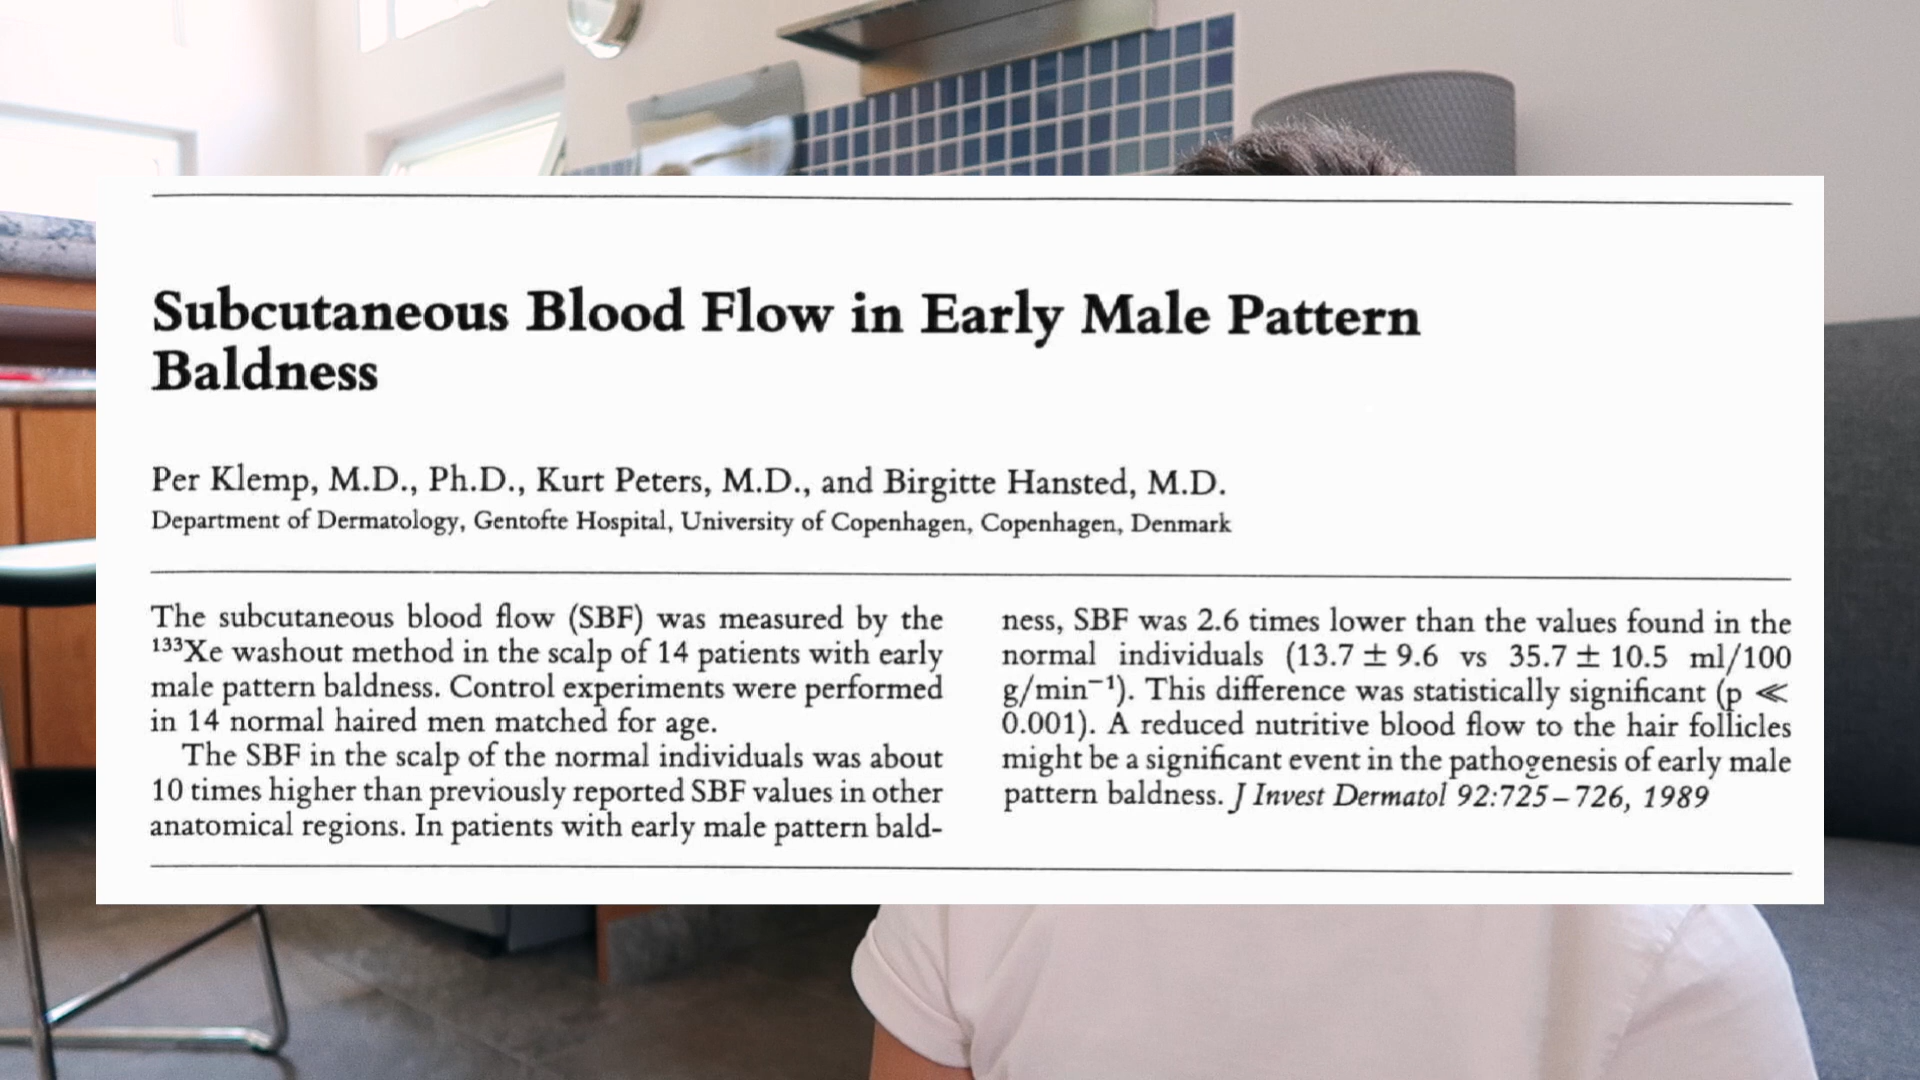 Subcutaneous Blood Flow in Early Male Pattern
Baldness
Per Klemp, M.D., Ph.D., Kurt Peters, M.D., and Birgitte Hansted, M.D.
Department of Dermatology, Gentofte Hospital, University of Copenhagen, Copenhagen, Denmark
The subcutaneous blood flow (SBF) was measured by the
¹³³Xe washout method in the scalp of 14 patients with early
male pattern baldness. Control experiments were performed
in 14 normal haired men matched for age.
The SBF in the scalp of the normal individuals was about
10 times higher than previously reported SBF values in other
anatomical regions. In patients with early male pattern bald-
ness, SBF was 2.6 times lower than the values found in the
normal individuals (13.7 ± 9.6 vs 35.7 ± 10.5 ml/100
g/min⁻¹). This difference was statistically significant (p ≪
0.001). A reduced nutritive blood flow to the hair follicles
might be a significant event in the pathogenesis of early male
pattern baldness. J Invest Dermatol 92:725–726, 1989